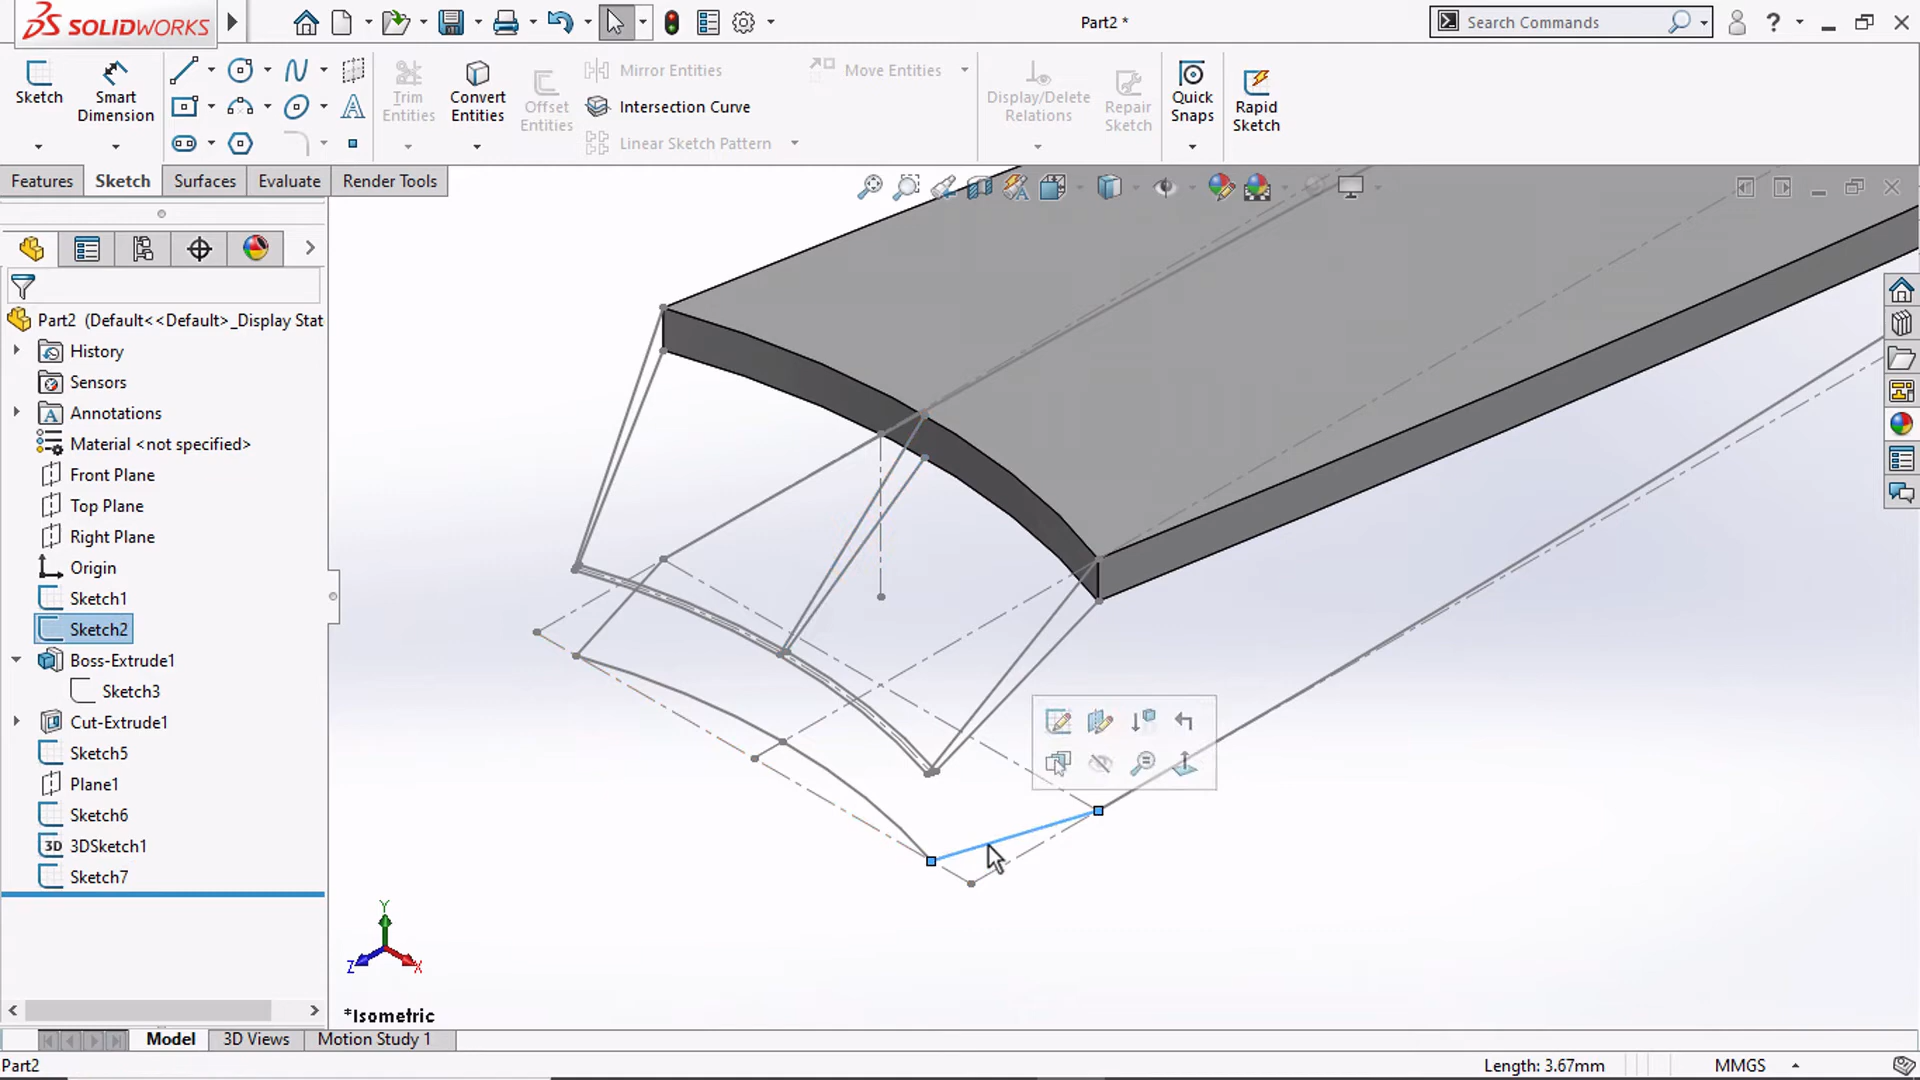 SOLIDWORKS
Part2 *
Search Commands
Sketch
Smart Dimension
Trim Entities
Convert Entities
Offset Entities
Mirror Entities
Intersection Curve
Linear Sketch Pattern
Move Entities
Display/Delete Relations
Repair Sketch
Quick Snaps
Rapid Sketch
Features
Sketch
Surfaces
Evaluate
Render Tools
Part2 (Default<<Default>_Display Stat
History
Sensors
Annotations
Material <not specified>
Front Plane
Top Plane
Right Plane
Origin
Sketch1
Sketch2
Boss-Extrude1
Sketch3
Cut-Extrude1
Sketch5
Plane1
Sketch6
3D 3DSketch1
Sketch7
Y
Z
X
*Isometric
Model
3D Views
Motion Study 1
Part2
Length: 3.67mm
MMGS